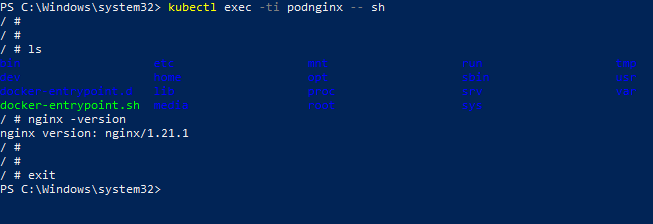 PS C:\Windows\system32> kubectl exec -ti podnginx -- sh
/ #
/ #
/ # ls
bin etc mnt run tmp
dev home opt sbin usr
docker-entrypoint.d lib proc srv var
docker-entrypoint.sh media root sys
/ # nginx -version
nginx version: nginx/1.21.1
/ #
/ #
/ # exit
PS C:\Windows\system32>